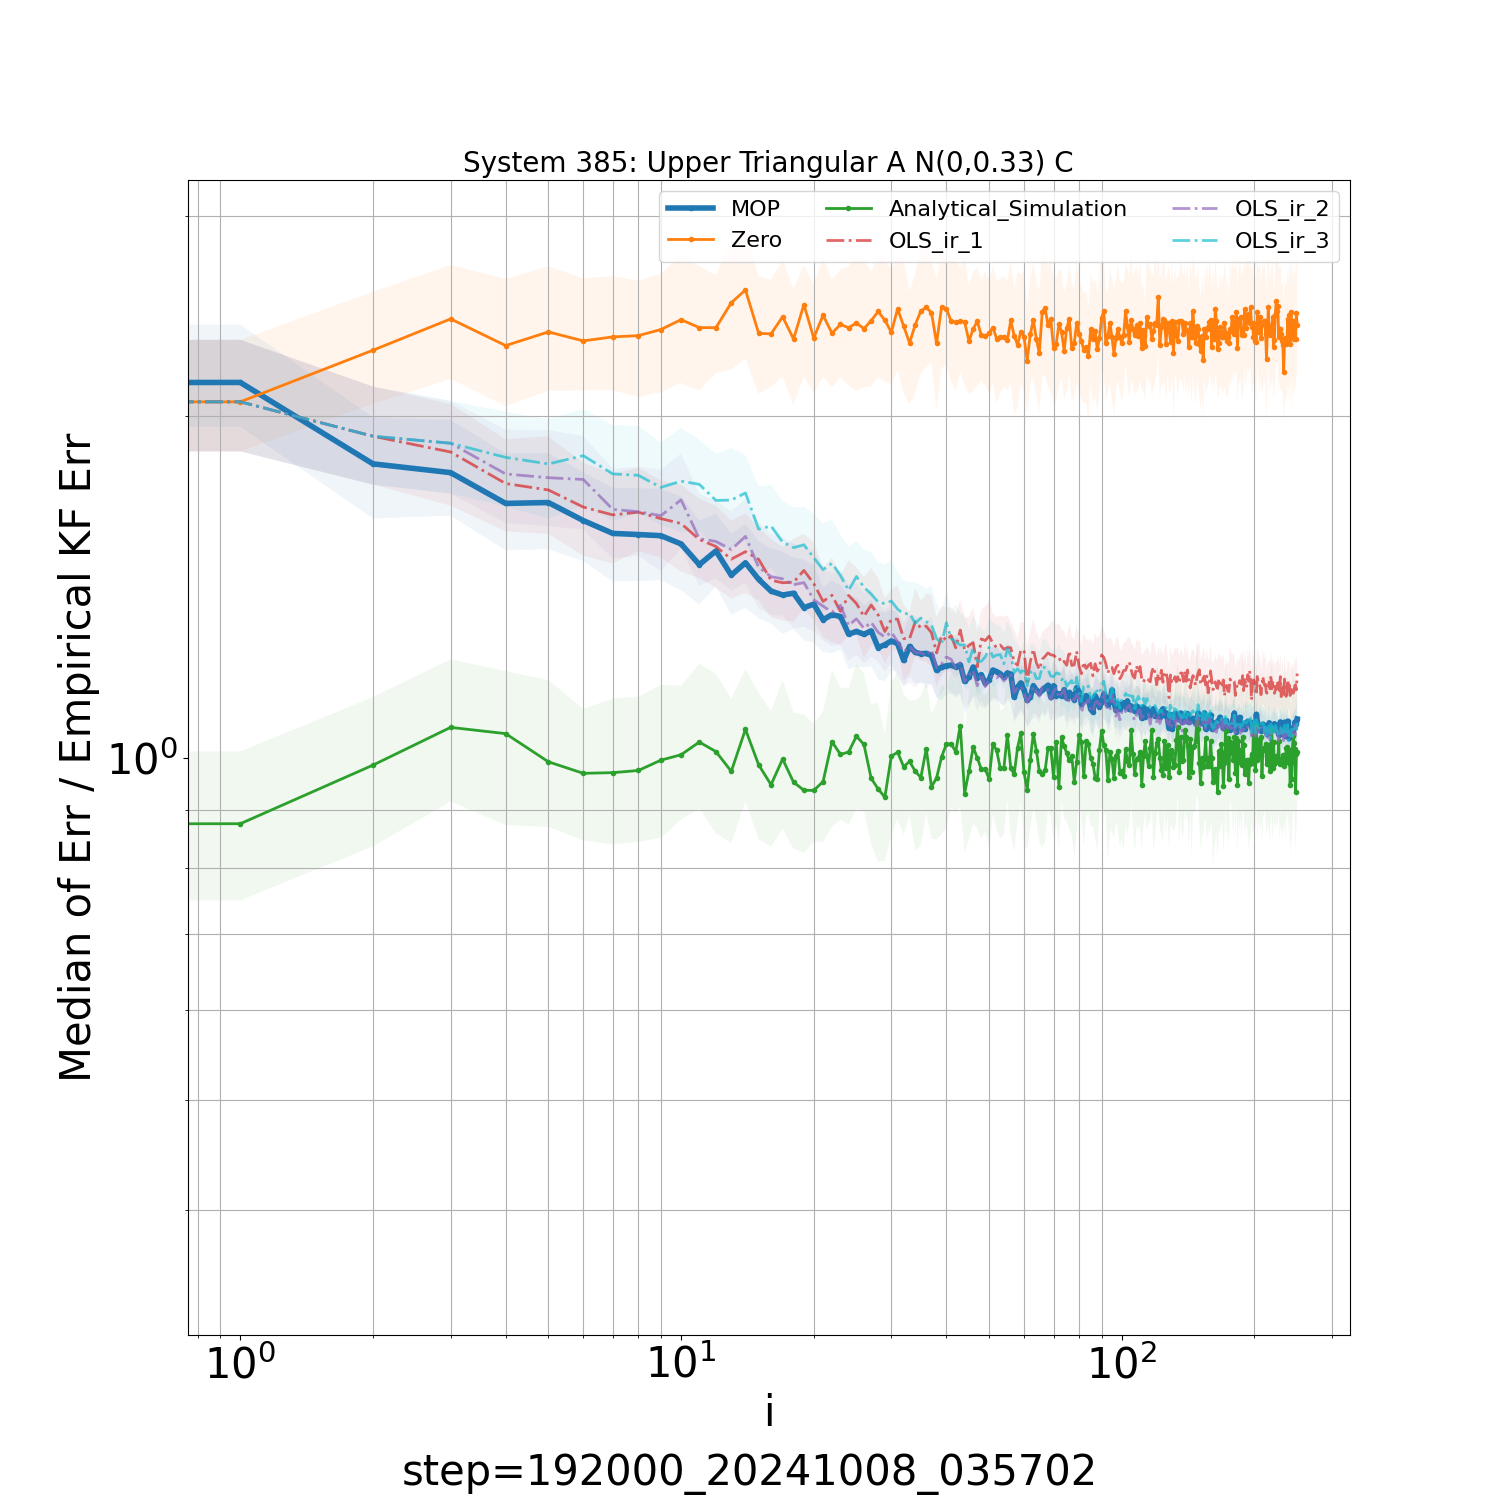 System 385: Upper Triangular A N(0,0.33) C
MOP
Zero
Analytical_Simulation
OLS_ir_1
OLS_ir_2
OLS_ir_3
Median of Err / Empirical KF Err
10⁰
10⁰ 10¹ 10²
i
step=192000_20241008_035702